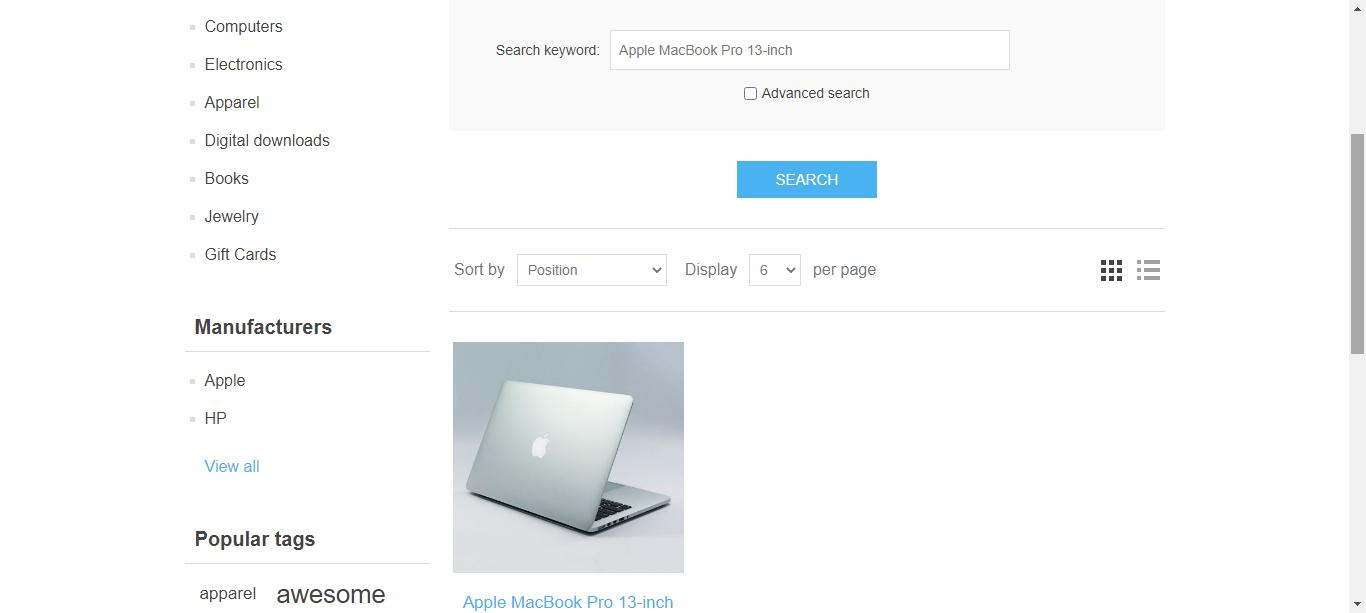 Computers
Electronics
Apparel
Digital downloads
Books
Jewelry
Gift Cards
Manufacturers
Apple
HP
View all
Popular tags
apparel awesome
Search keyword: Apple MacBook Pro 13-inch
Advanced search
SEARCH
Sort by Position Display 6 per page
Apple MacBook Pro 13-inch